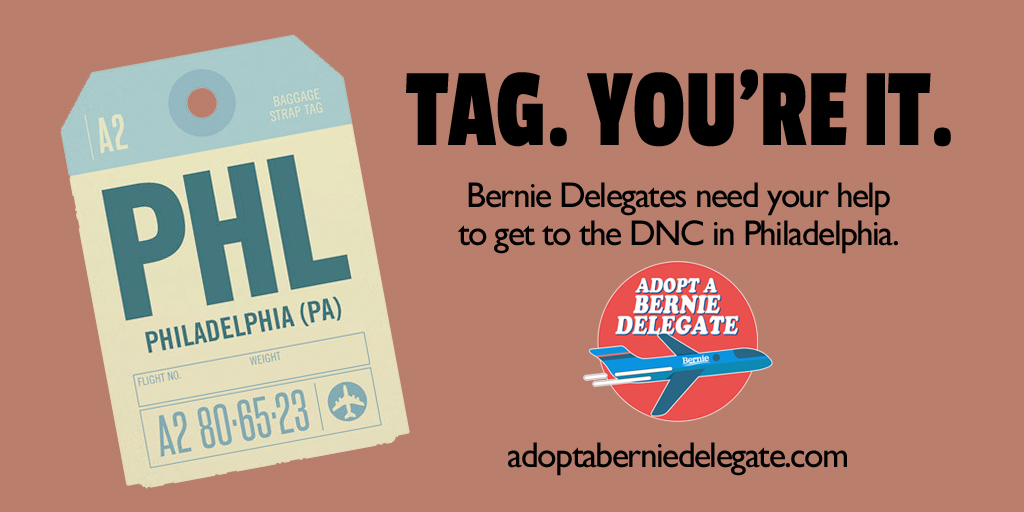 A2
BAGGAGE
STRAP TAG
PHL
PHILADELPHIA (PA)
FLIGHT NO.
WEIGHT
A2 80·65·23
TAG. YOU'RE IT.
Bernie Delegates need your help
to get to the DNC in Philadelphia.
ADOPT A
BERNIE
DELEGATE
Bernie
adoptaberniedelegate.com